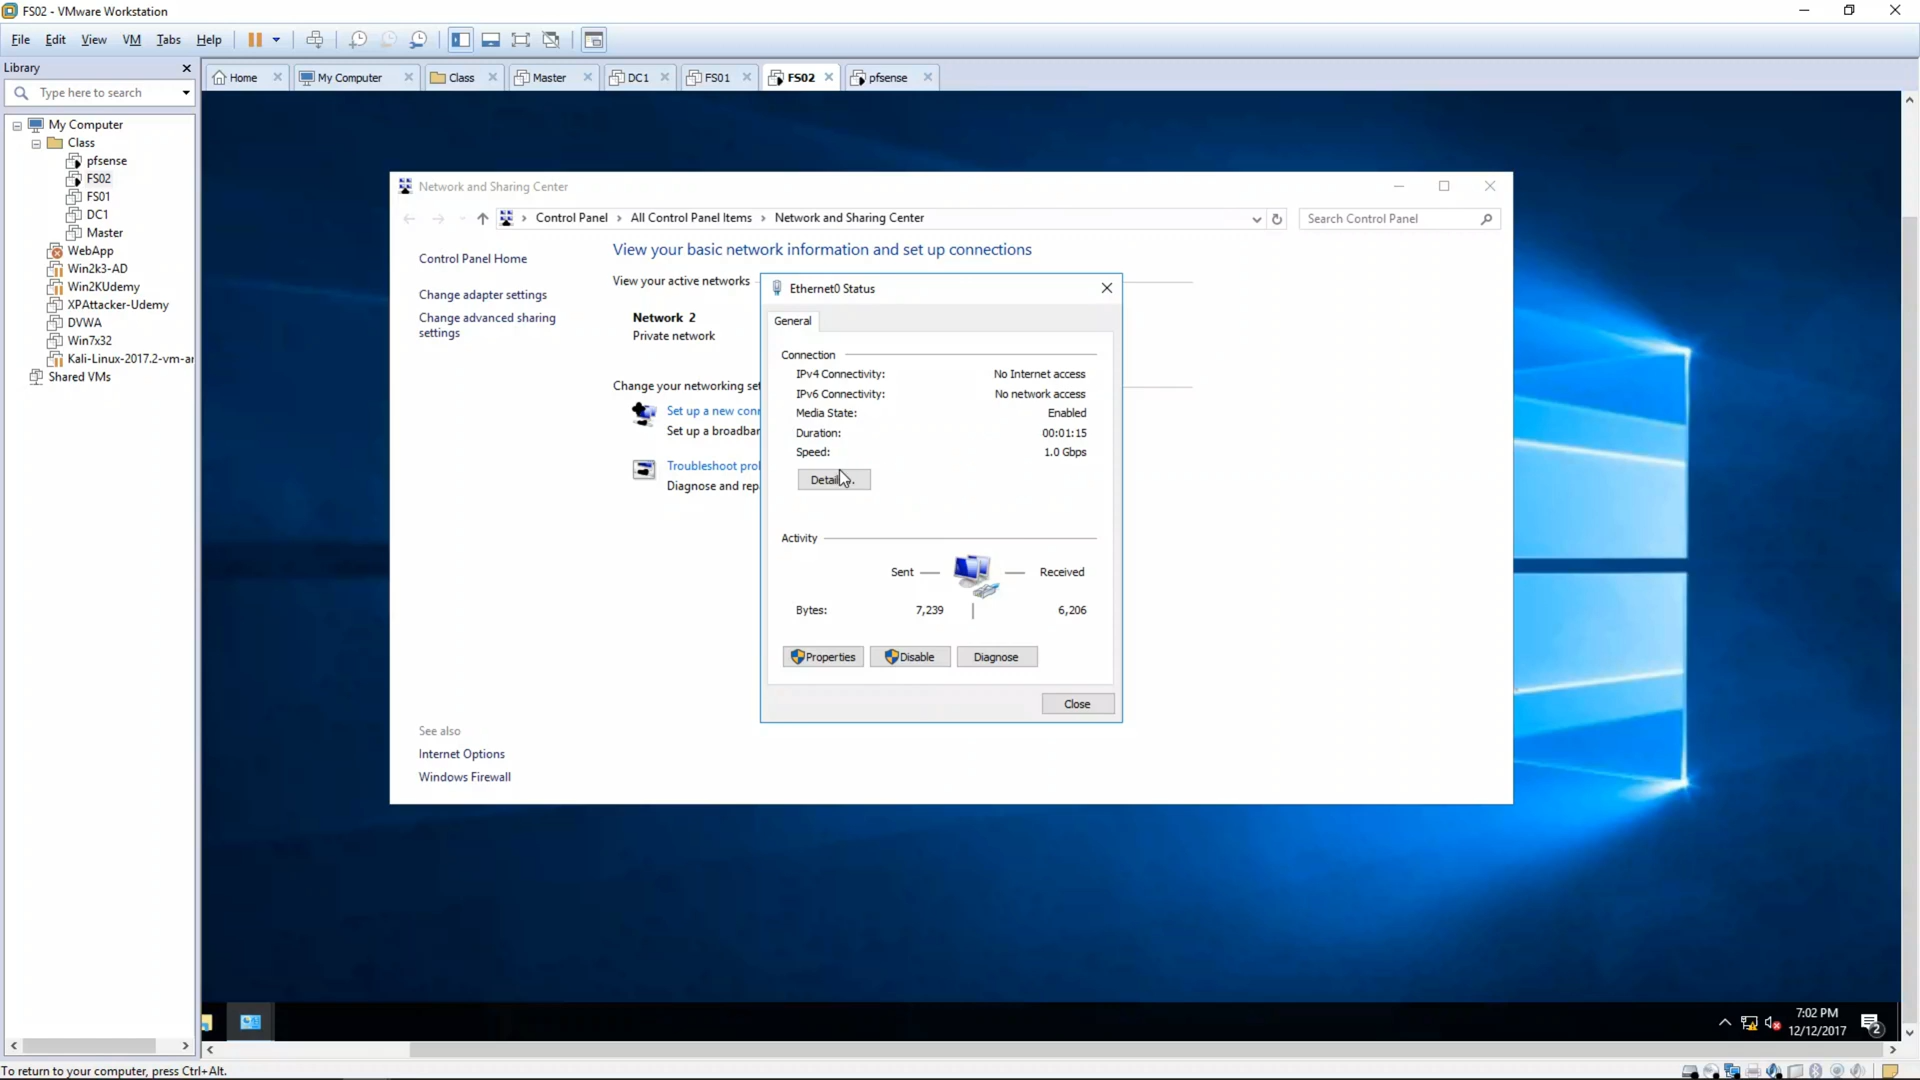 FS02 - VMware Workstation
File Edit View VM Tabs Help
Library
Type here to search
Home
My Computer
Class
Master
DC1
FS01
FS02
pfsense
My Computer
Class
pfsense
FS02
FS01
DC1
Master
WebApp
Win2k3-AD
Win2KUdemy
XPAttacker-Udemy
DVWA
Win7x32
Kali-Linux-2017.2-vm-ar
Shared VMs
Network and Sharing Center
Control Panel > All Control Panel Items > Network and Sharing Center
Search Control Panel
Control Panel Home
Change adapter settings
Change advanced sharing
settings
View your basic network information and set up connections
View your active networks
Network 2
Private network
Change your networking set
Set up a new conn
Set up a broadban
Troubleshoot prob
Diagnose and repa
See also
Internet Options
Windows Firewall
Ethernet0 Status
General
Connection
IPv4 Connectivity: No Internet access
IPv6 Connectivity: No network access
Media State: Enabled
Duration: 00:01:15
Speed: 1.0 Gbps
Detail
Activity
Sent — — Received
Bytes: 7,239 | 6,206
Properties
Disable
Diagnose
Close
7:02 PM
12/12/2017
2
To return to your computer, press Ctrl+Alt.